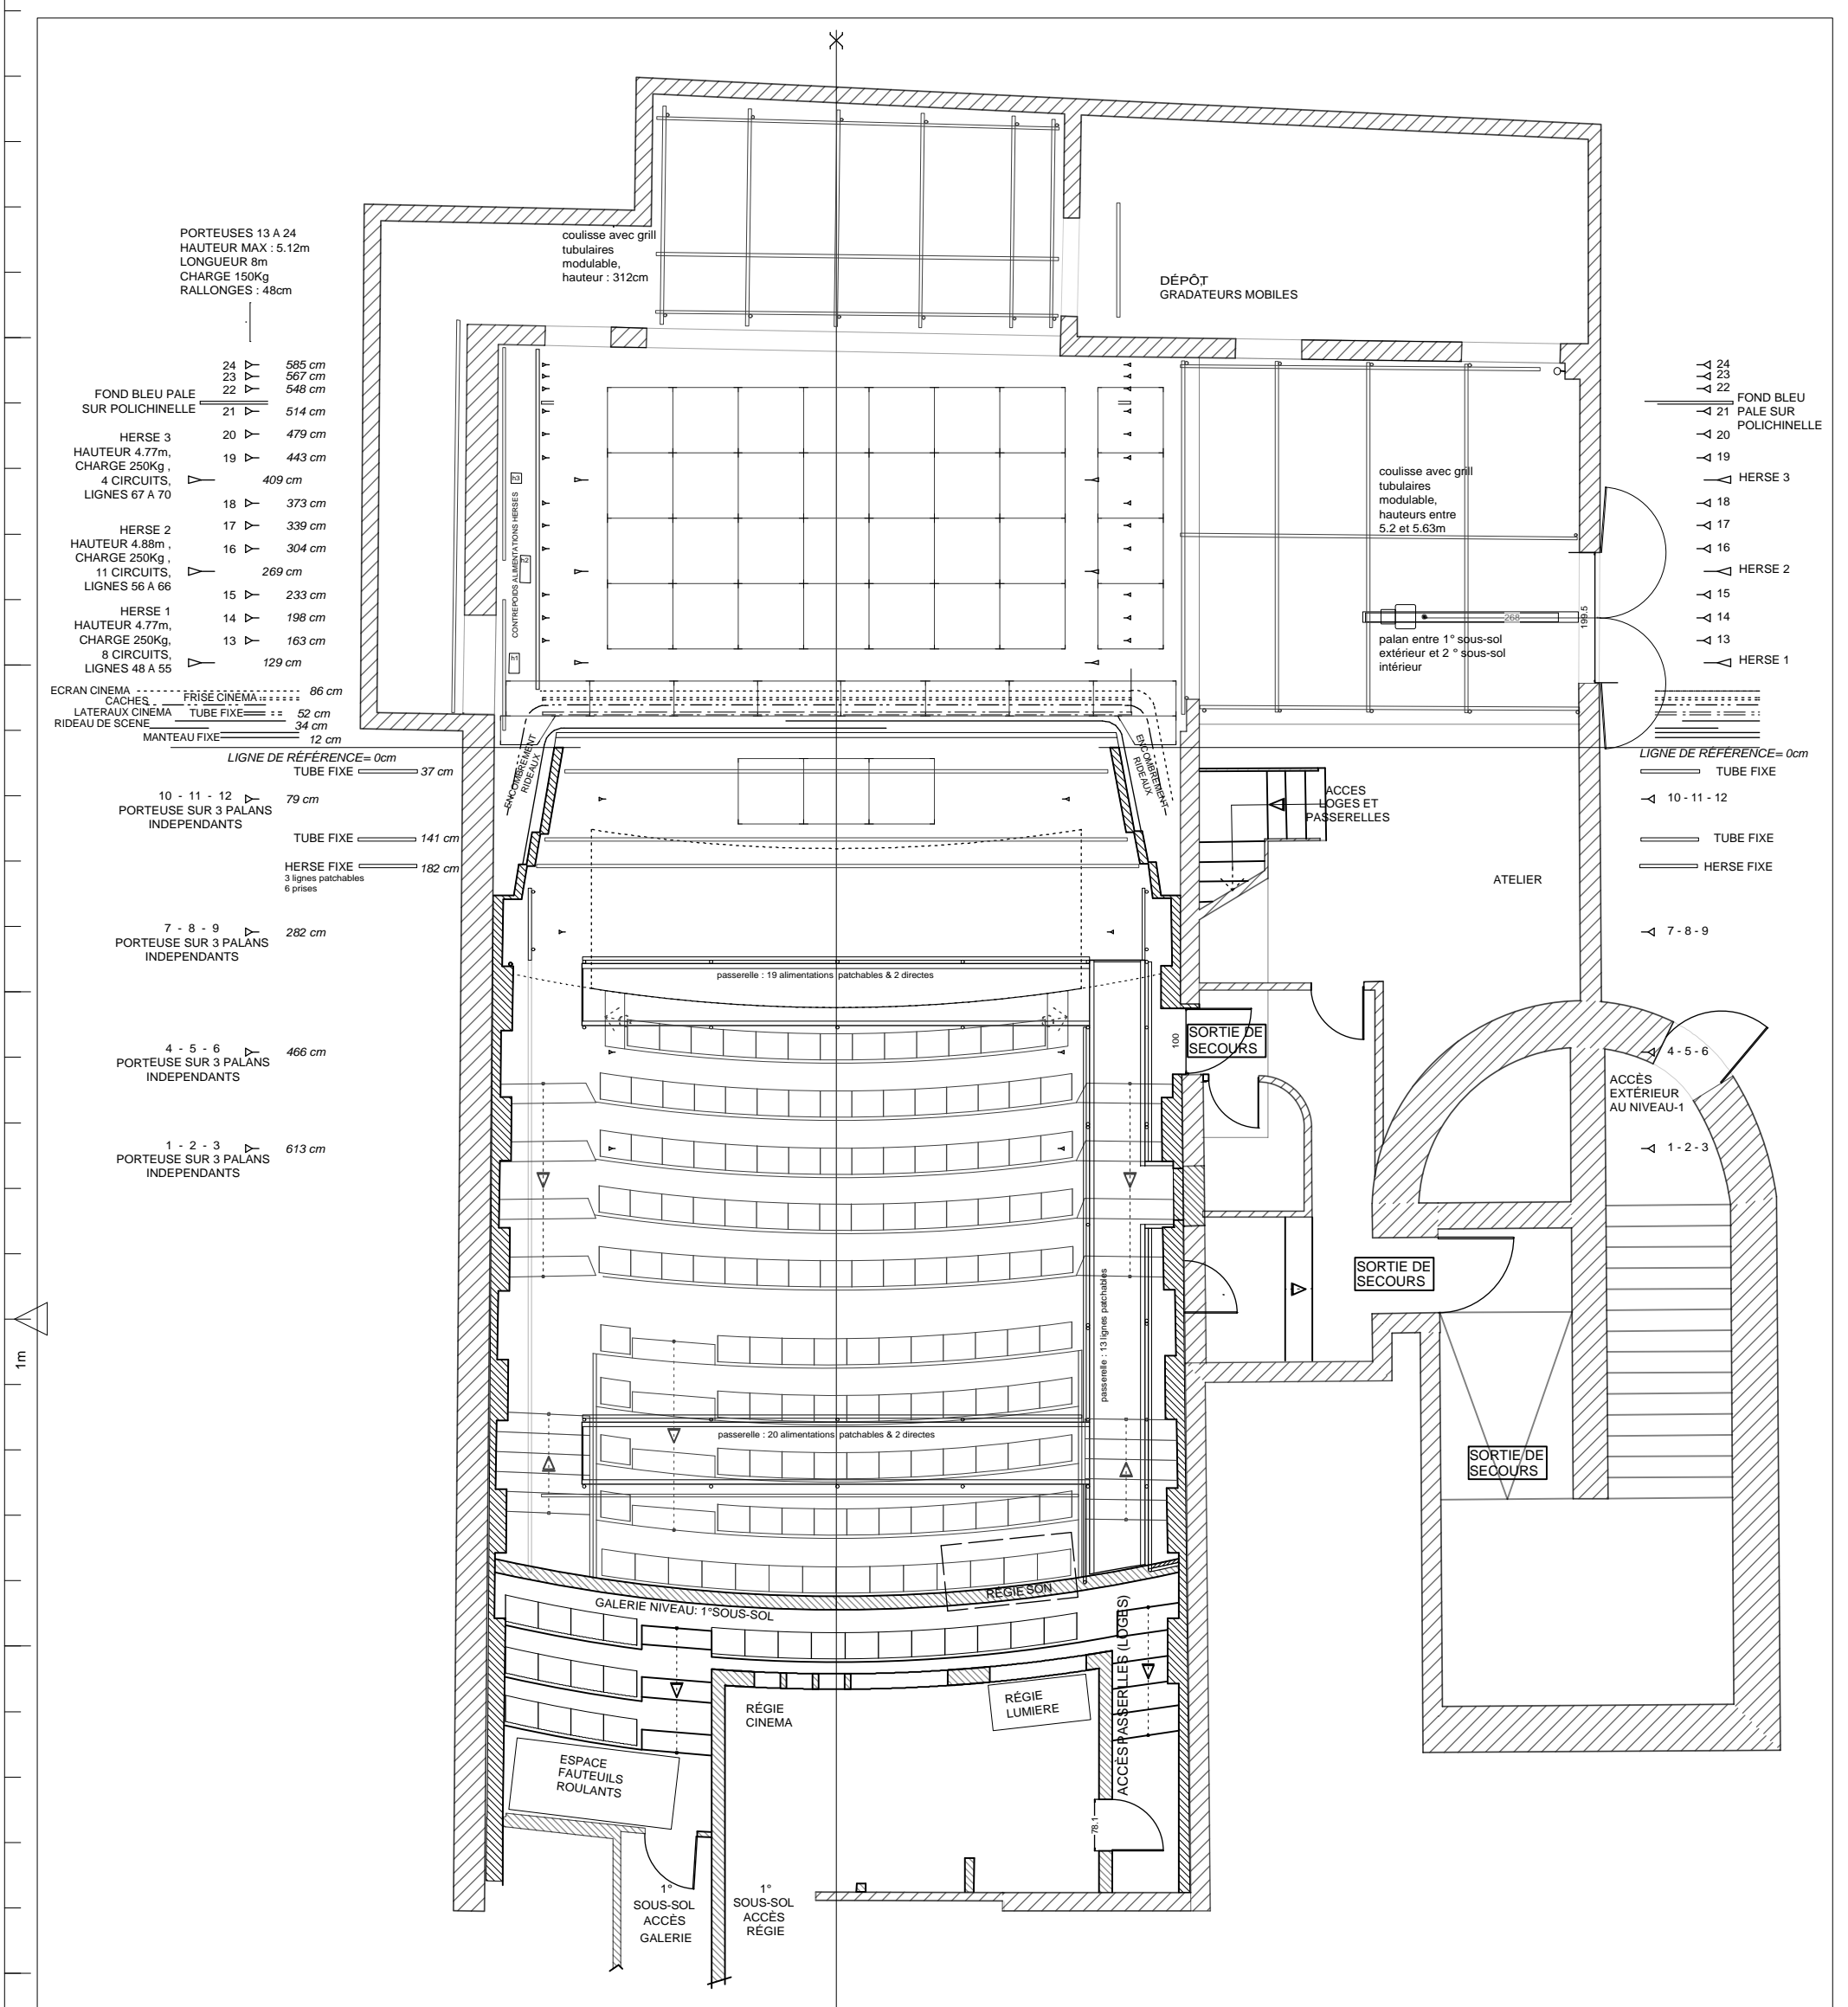 PORTEUSES 13 A 24
HAUTEUR MAX : 5.12m
LONGUEUR 8m
CHARGE 150Kg
RALLONGES : 48cm
coulisse avec grill
tubulaires
modulable,
hauteur : 312cm
DÉPÔT
GRADATEURS MOBILES
24 585 cm
23 567 cm
22 548 cm
FOND BLEU PALE
SUR POLICHINELLE
21 514 cm
20 479 cm
19 443 cm
HERSE 3
HAUTEUR 4.77m,
CHARGE 250Kg ,
4 CIRCUITS,
LIGNES 67 A 70
409 cm
18 373 cm
17 339 cm
16 304 cm
HERSE 2
HAUTEUR 4.88m ,
CHARGE 250Kg ,
11 CIRCUITS,
LIGNES 56 A 66
269 cm
15 233 cm
14 198 cm
13 163 cm
HERSE 1
HAUTEUR 4.77m,
CHARGE 250Kg,
8 CIRCUITS,
LIGNES 48 A 55
129 cm
ECRAN CINEMA
FRISE CINEMA
86 cm
CACHES
LATERAUX CINEMA
TUBE FIXE
52 cm
RIDEAU DE SCENE
34 cm
MANTEAU FIXE
12 cm
LIGNE DE RÉFÉRENCE= 0cm
TUBE FIXE 37 cm
10 - 11 - 12 79 cm
PORTEUSE SUR 3 PALANS
INDEPENDANTS
TUBE FIXE 141 cm
HERSE FIXE 182 cm
3 lignes patchables
6 prises
7 - 8 - 9 282 cm
PORTEUSE SUR 3 PALANS
INDEPENDANTS
4 - 5 - 6 466 cm
PORTEUSE SUR 3 PALANS
INDEPENDANTS
1 - 2 - 3 613 cm
PORTEUSE SUR 3 PALANS
INDEPENDANTS
1m
h3
h2
h1
CONTREPOIDS ALIMENTATIONS HERSES
ENCOMBREMENT
RIDEAUX
ENCOMBREMENT
RIDEAUX
coulisse avec grill
tubulaires
modulable,
hauteurs entre
5.2 et 5.63m
268
199.5
palan entre 1° sous-sol
extérieur et 2 ° sous-sol
intérieur
24
23
22
FOND BLEU
PALE SUR
POLICHINELLE
21
20
19
HERSE 3
18
17
16
HERSE 2
15
14
13
HERSE 1
LIGNE DE RÉFÉRENCE= 0cm
TUBE FIXE
10 - 11 - 12
TUBE FIXE
HERSE FIXE
7 - 8 - 9
4 - 5 - 6
1 - 2 - 3
ACCES
LOGES ET
PASSERELLES
ATELIER
passerelle : 19 alimentations patchables & 2 directes
100
SORTIE DE
SECOURS
ACCÈS
EXTÉRIEUR
AU NIVEAU-1
SORTIE DE
SECOURS
passerelle : 13 lignes patchables
passerelle : 20 alimentations patchables & 2 directes
SORTIE DE
SECOURS
RÉGIE SON
GALERIE NIVEAU: 1°SOUS-SOL
ACCÈS PASSERELLES (LOGES)
RÉGIE
CINEMA
RÉGIE
LUMIERE
ESPACE
FAUTEUILS
ROULANTS
78.1
1°
SOUS-SOL
ACCÈS
GALERIE
1°
SOUS-SOL
ACCÈS
RÉGIE